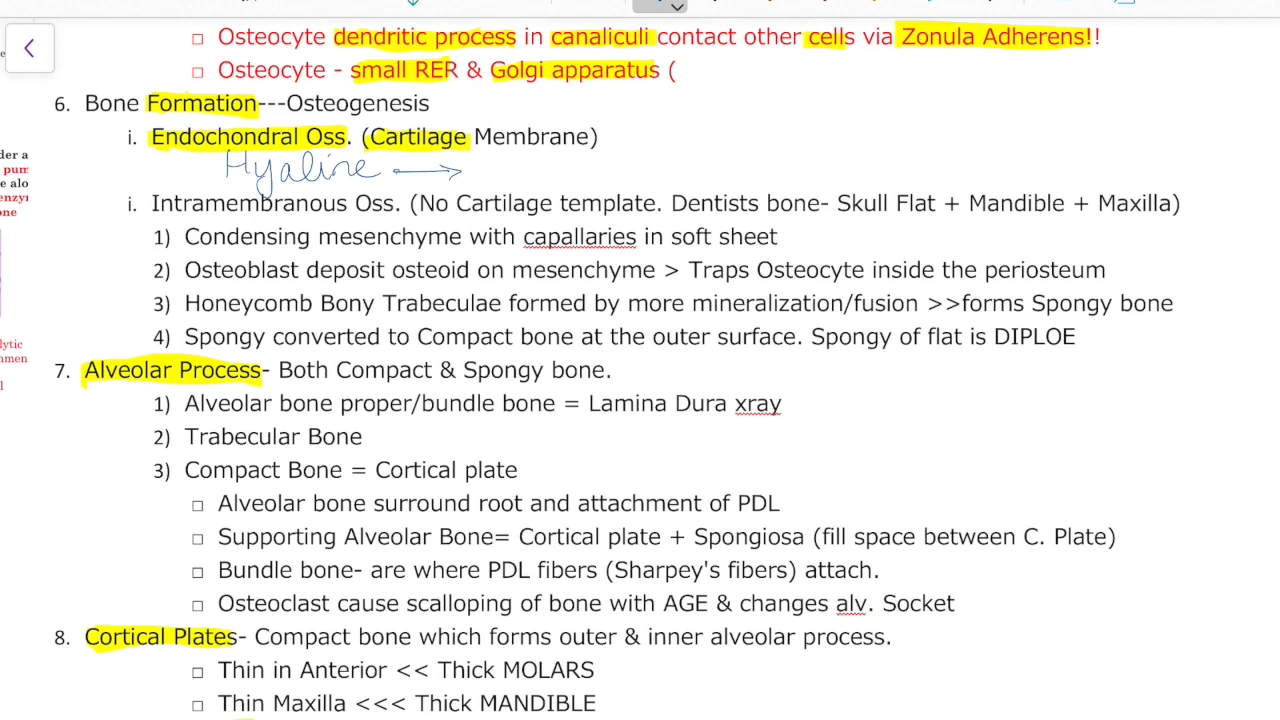 □ Osteocyte dendritic process in canaliculi contact other cells via Zonula Adherens!!
□ Osteocyte - small RER & Golgi apparatus (
6. Bone Formation---Osteogenesis
i. Endochondral Oss. (Cartilage Membrane)
Hyaline →
i. Intramembranous Oss. (No Cartilage template. Dentists bone- Skull Flat + Mandible + Maxilla)
1) Condensing mesenchyme with capallaries in soft sheet
2) Osteoblast deposit osteoid on mesenchyme > Traps Osteocyte inside the periosteum
3) Honeycomb Bony Trabeculae formed by more mineralization/fusion >>forms Spongy bone
4) Spongy converted to Compact bone at the outer surface. Spongy of flat is DIPLOE
7. Alveolar Process- Both Compact & Spongy bone.
1) Alveolar bone proper/bundle bone = Lamina Dura xray
2) Trabecular Bone
3) Compact Bone = Cortical plate
□ Alveolar bone surround root and attachment of PDL
□ Supporting Alveolar Bone= Cortical plate + Spongiosa (fill space between C. Plate)
□ Bundle bone- are where PDL fibers (Sharpey's fibers) attach.
□ Osteoclast cause scalloping of bone with AGE & changes alv. Socket
8. Cortical Plates- Compact bone which forms outer & inner alveolar process.
□ Thin in Anterior << Thick MOLARS
□ Thin Maxilla <<< Thick MANDIBLE